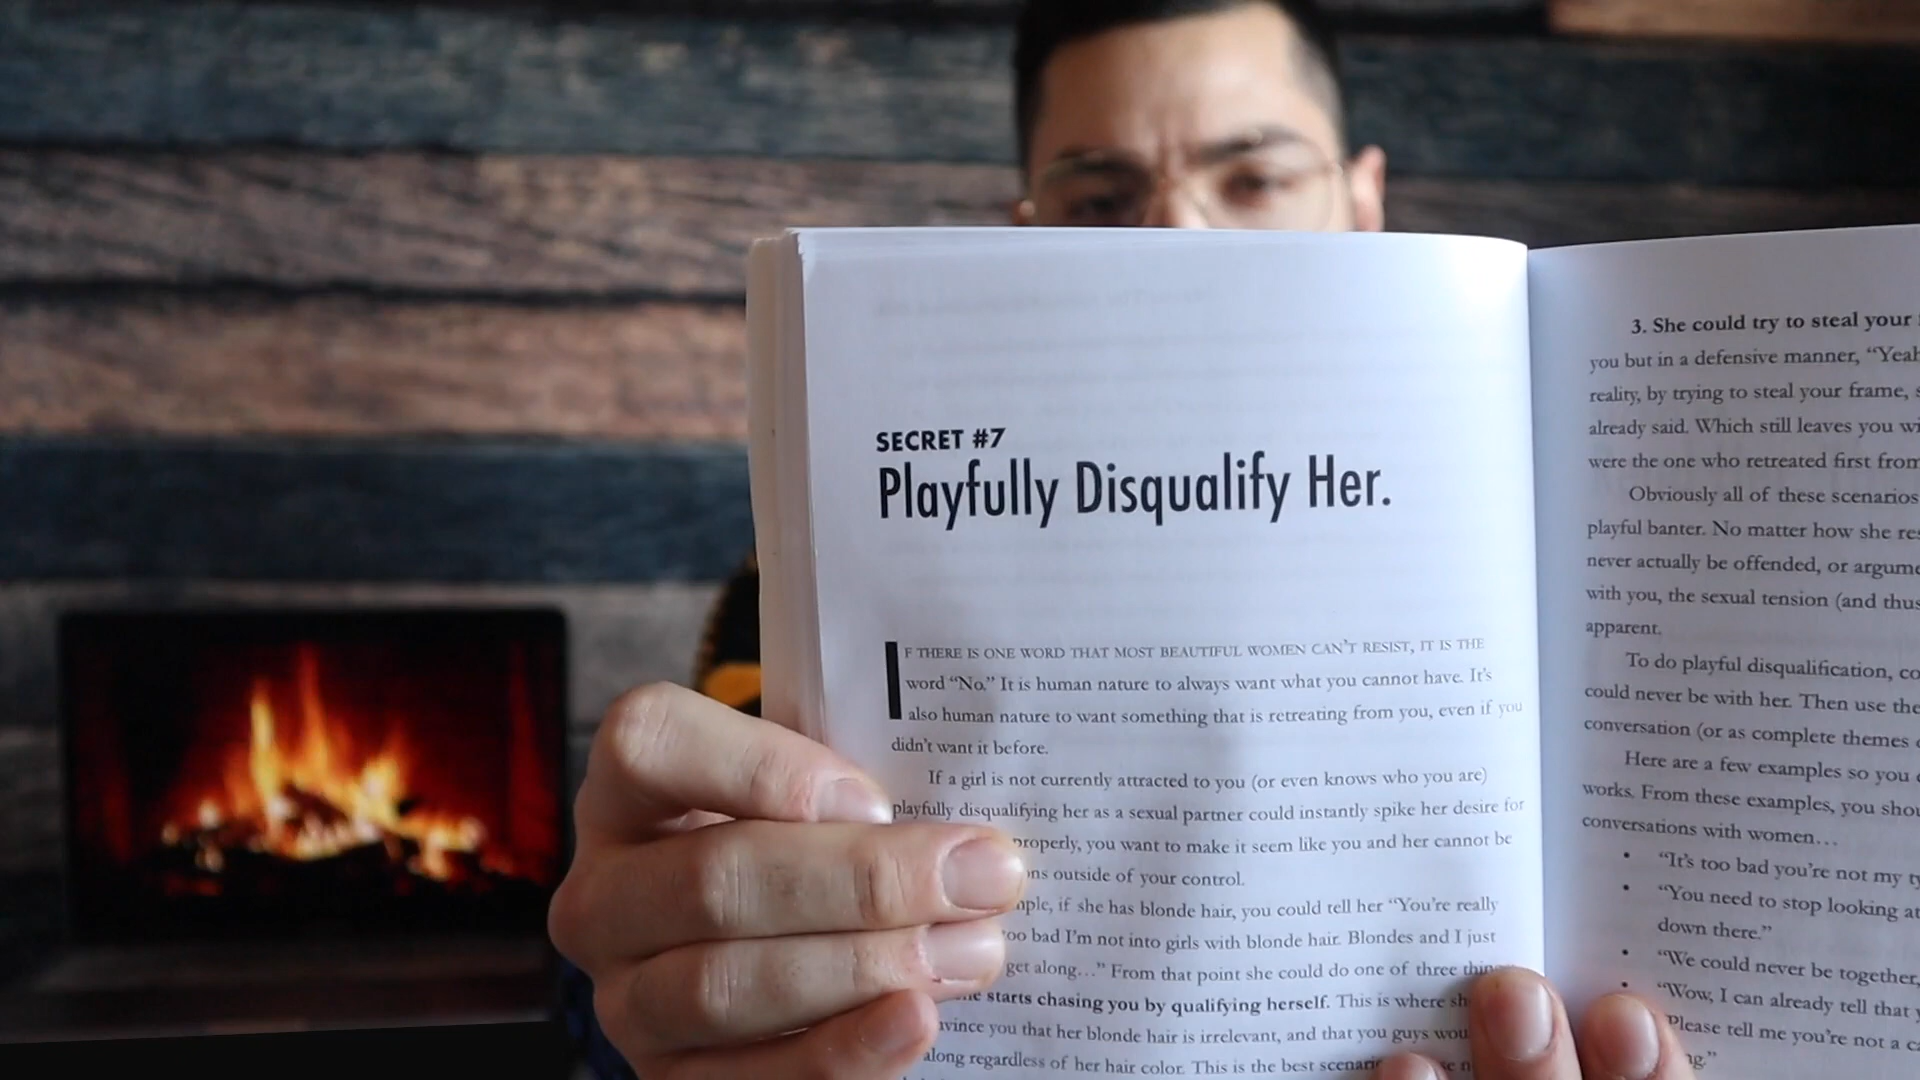 SECRET #7
Playfully Disqualify Her.
IF THERE IS ONE WORD THAT MOST BEAUTIFUL WOMEN CAN'T RESIST, IT IS THE
word “No.” It is human nature to always want what you cannot have. It's
also human nature to want something that is retreating from you, even if you
didn't want it before.
If a girl is not currently attracted to you (or even knows who you are)
playfully disqualifying her as a sexual partner could instantly spike her desire for
properly, you want to make it seem like you and her cannot be
outside of your control.
if she has blonde hair, you could tell her “You're really
too bad I'm not into girls with blonde hair. Blondes and I just
get along…” From that point she could do one of three things
starts chasing you by qualifying herself. This is where
that her blonde hair is irrelevant, and that you guys
along regardless of her hair color. This is the best
3. She could try to steal your
you but in a defensive manner, “Yeah
reality, by trying to steal your frame,
already said. Which still leaves you
were the one who retreated first from
Obviously all of these scenarios
playful banter. No matter how she
never actually be offended, or
with you, the sexual tension (and thus
apparent.
To do playful disqualification,
could never be with her. Then use the
conversation (or as complete themes
Here are a few examples so you
works. From these examples, you
conversations with women…
• “It's too bad you're not my
• “You need to stop looking at
down there.”
• “We could never be together,
• “Wow, I can already tell that
“Please tell me you're not a